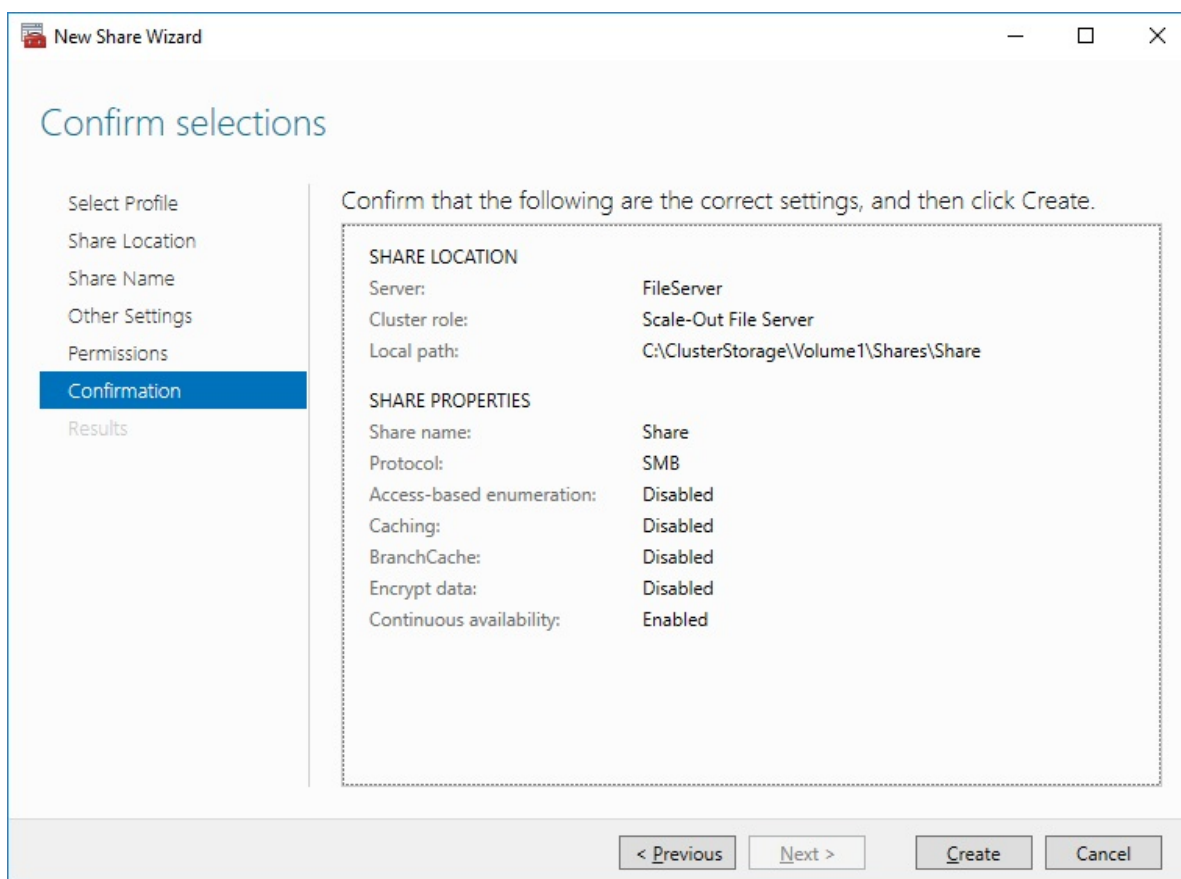 New Share Wizard
Confirm selections
Select Profile
Share Location
Share Name
Other Settings
Permissions
Confirmation
Results
Confirm that the following are the correct settings, and then click Create.
SHARE LOCATION
Server: FileServer
Cluster role: Scale-Out File Server
Local path: C:\ClusterStorage\Volume1\Shares\Share
SHARE PROPERTIES
Share name: Share
Protocol: SMB
Access-based enumeration: Disabled
Caching: Disabled
BranchCache: Disabled
Encrypt data: Disabled
Continuous availability: Enabled
< Previous Next > Create Cancel